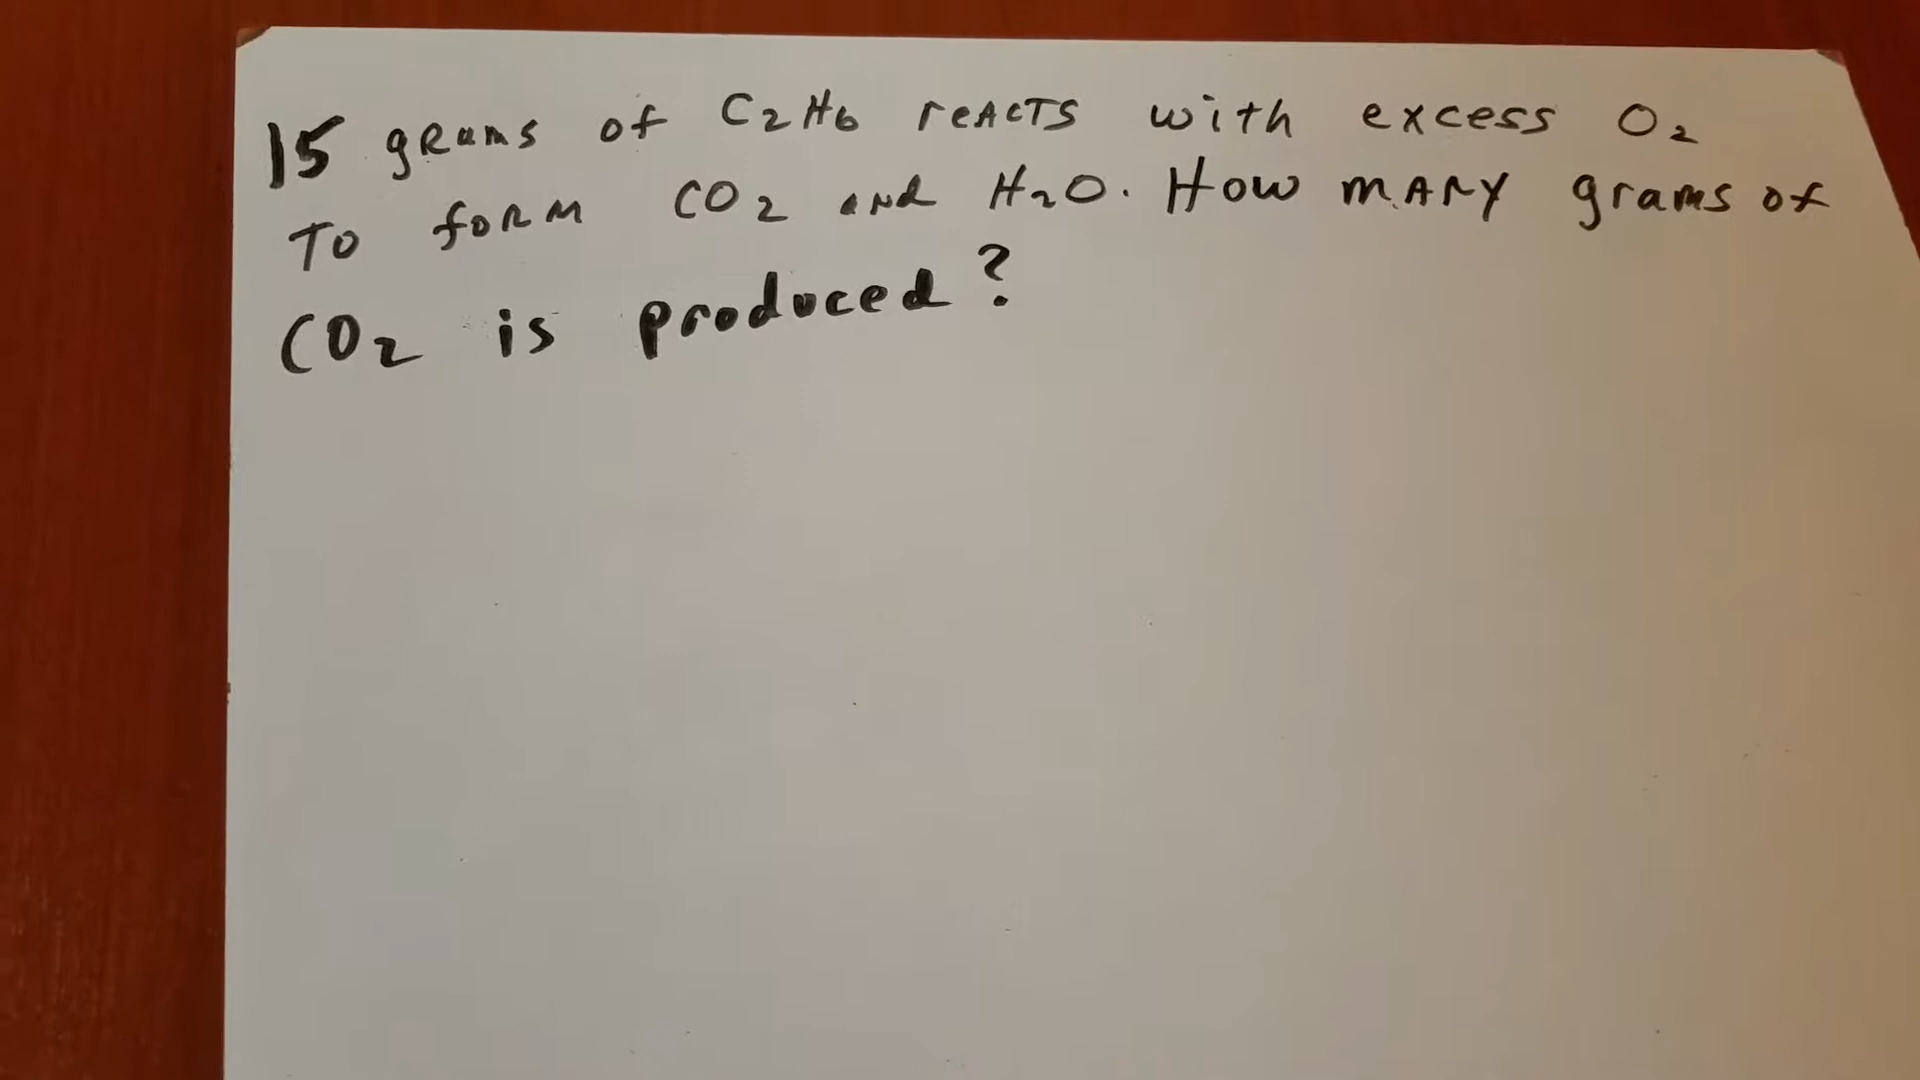 15 grams of C2H6 reacts with excess O2
To form CO2 and H2O. How many grams of
CO2 is produced?